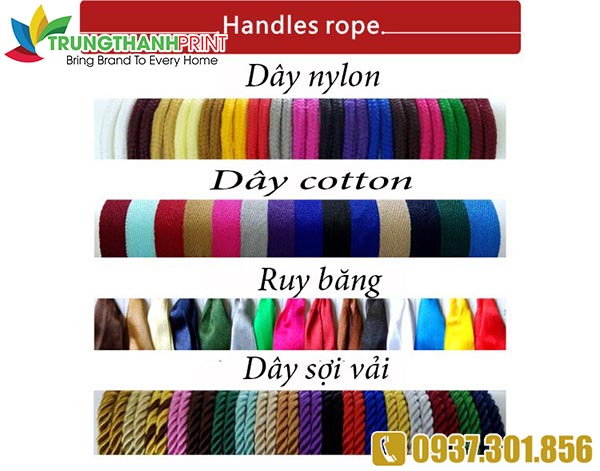 Handles rope.
TRUNGTHANHPRINT
Bring Brand To Every Home
Dây nylon
Dây cotton
Ruy băng
Dây sợi vải
0937.301.856